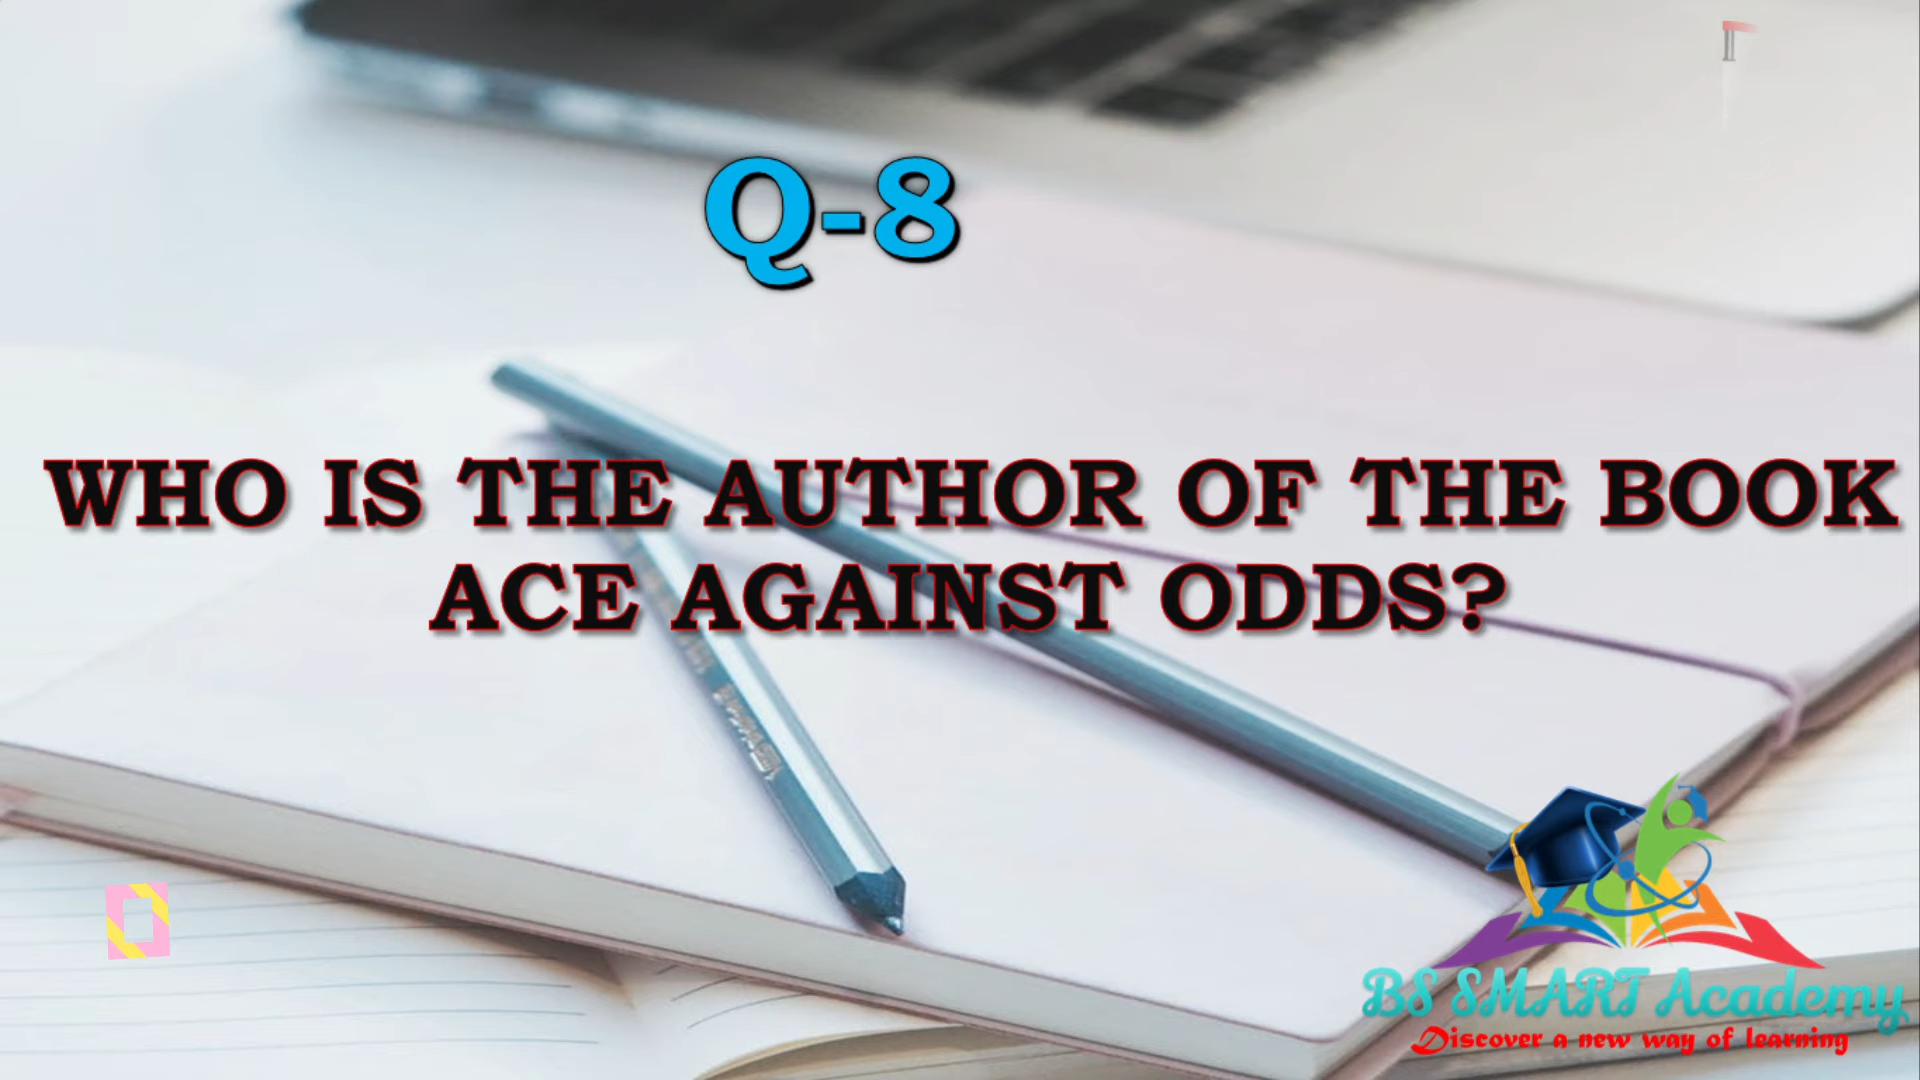 Q-8
WHO IS THE AUTHOR OF THE BOOK
ACE AGAINST ODDS?
BS SMART Academy
Discover a new way of learning